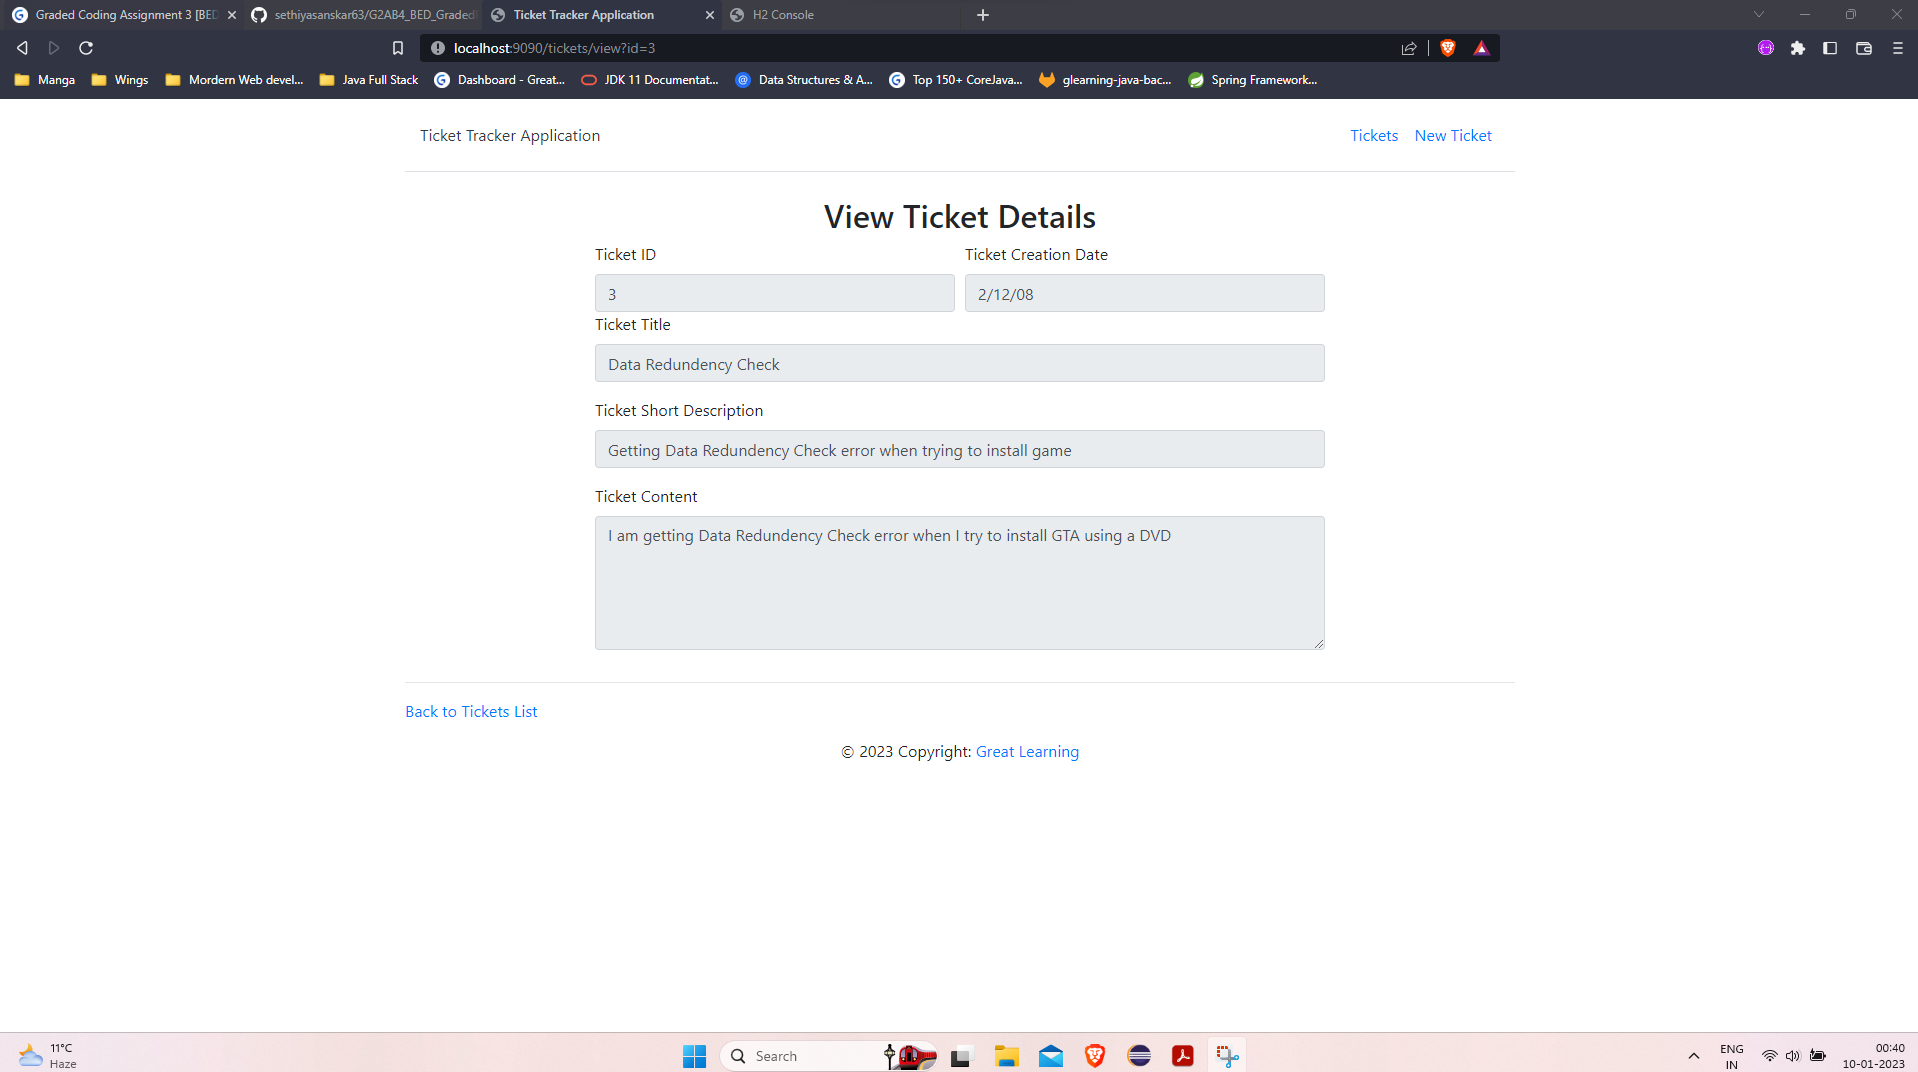 Graded Coding Assignment 3 [BED
sethiyasanskar63/G2AB4_BED_Graded
Ticket Tracker Application
H2 Console
localhost:9090/tickets/view?id=3
Manga
Wings
Mordern Web devel...
Java Full Stack
Dashboard - Great...
JDK 11 Documentat...
Data Structures & A...
Top 150+ CoreJava...
glearning-java-bac...
Spring Framework...
Ticket Tracker Application
Tickets
New Ticket
View Ticket Details
Ticket ID
Ticket Creation Date
3
2/12/08
Ticket Title
Data Redundency Check
Ticket Short Description
Getting Data Redundency Check error when trying to install game
Ticket Content
I am getting Data Redundency Check error when I try to install GTA using a DVD
Back to Tickets List
© 2023 Copyright: Great Learning
11°C
Haze
Search
ENG
IN
00:40
10-01-2023